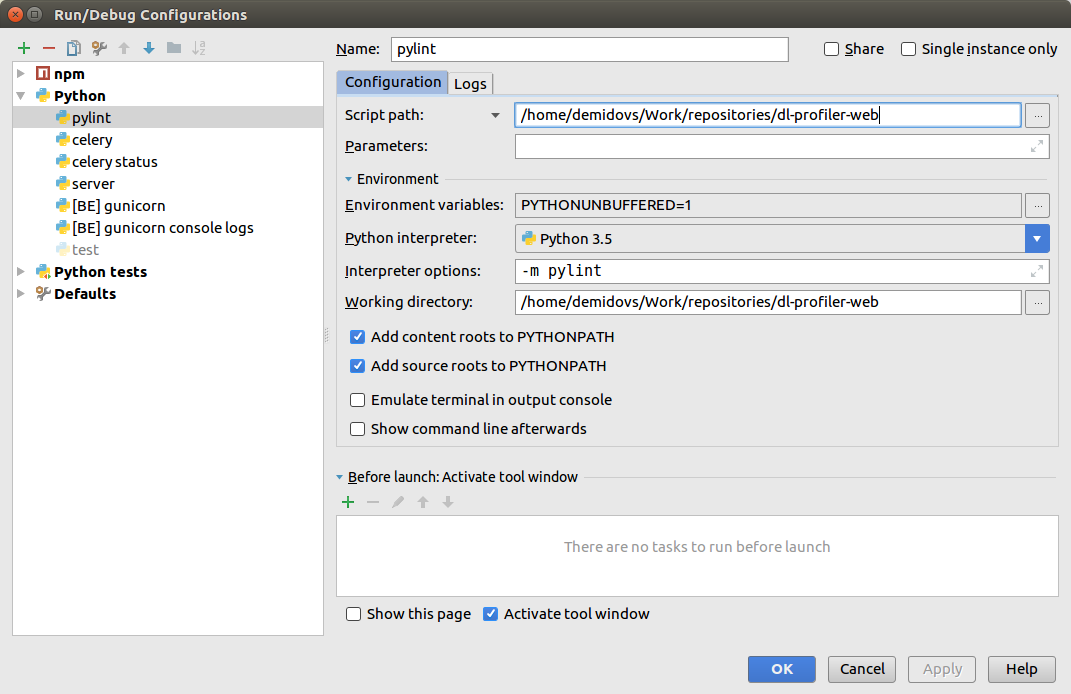 Run/Debug Configurations
Name: pylint
Share
Single instance only
npm
Python
pylint
celery
celery status
server
[BE] gunicorn
[BE] gunicorn console logs
test
Python tests
Defaults
Configuration
Logs
Script path: /home/demidovs/Work/repositories/dl-profiler-web ...
Parameters:
Environment
Environment variables: PYTHONUNBUFFERED=1 ...
Python interpreter: Python 3.5
Interpreter options: -m pylint
Working directory: /home/demidovs/Work/repositories/dl-profiler-web ...
Add content roots to PYTHONPATH
Add source roots to PYTHONPATH
Emulate terminal in output console
Show command line afterwards
Before launch: Activate tool window
There are no tasks to run before launch
Show this page
Activate tool window
OK
Cancel
Apply
Help